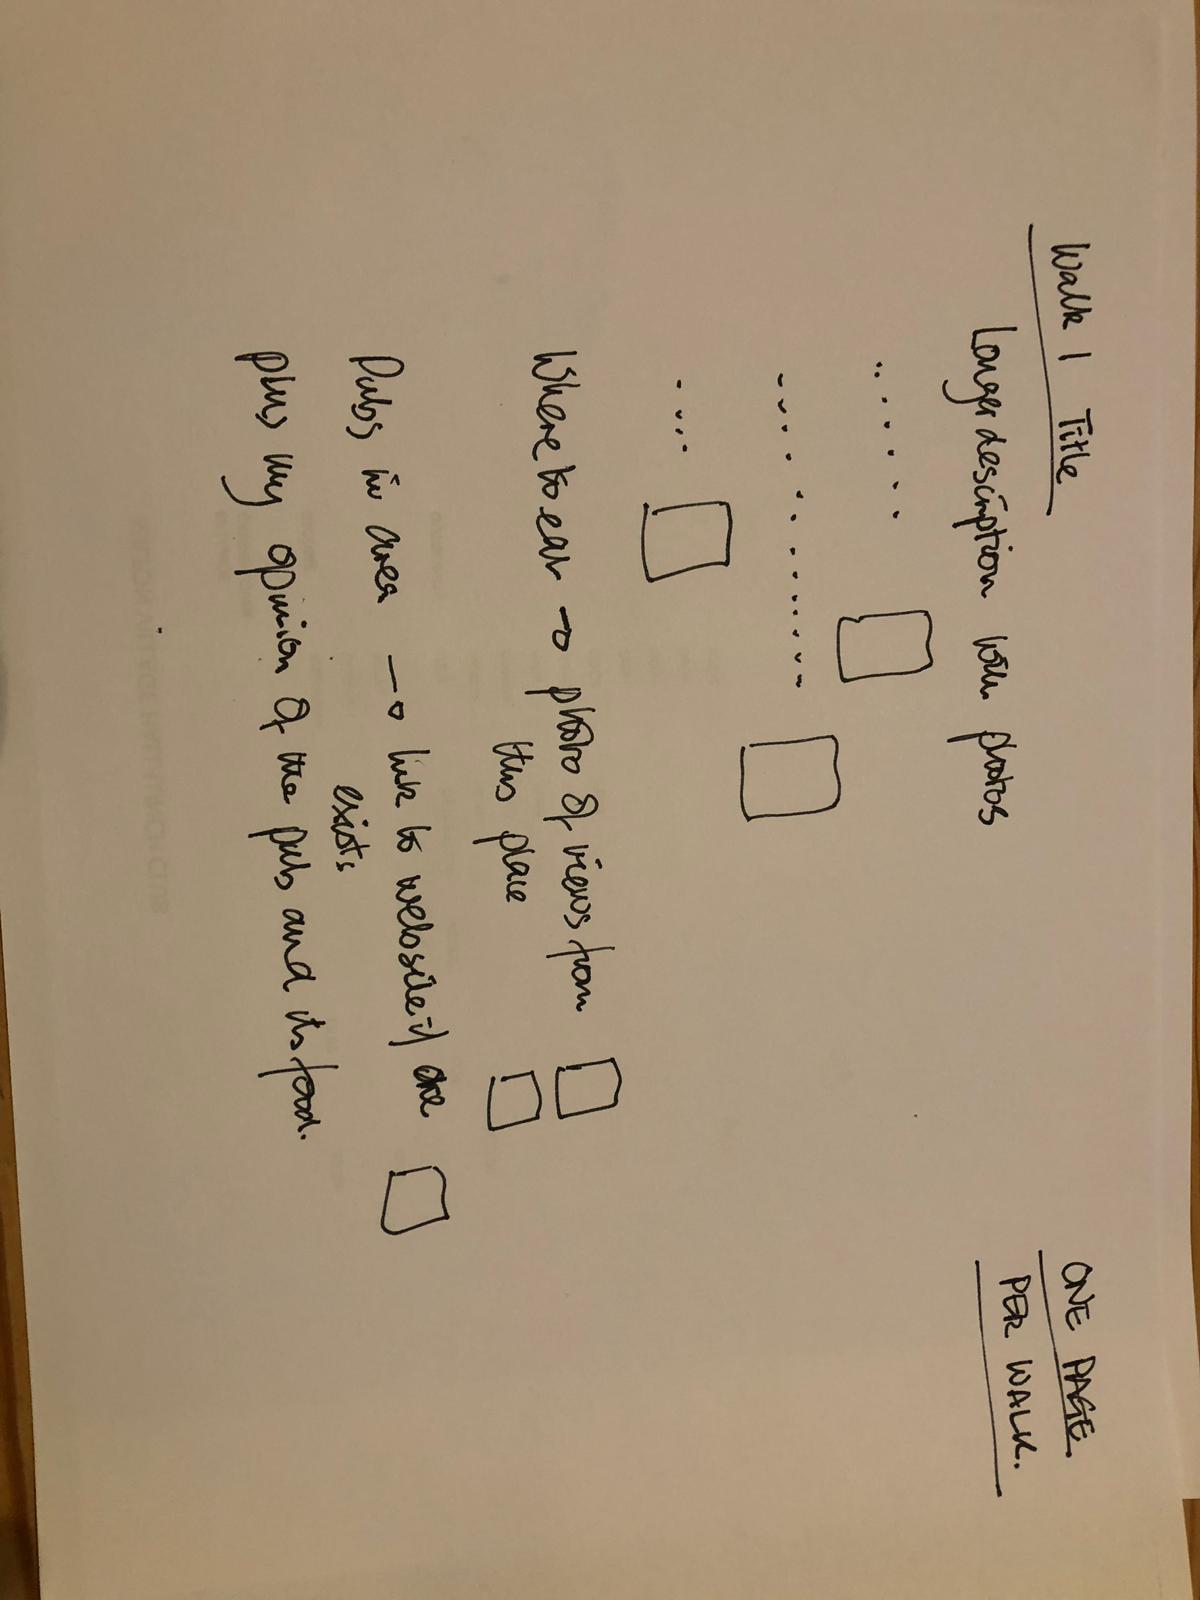 Walk 1 Title
ONE PAGE
PER WALK.
Longer description with photos
Where to eat → photo of views from
this place
Pubs in area → link to website if one
exists
plus my opinion of the pub and its food.